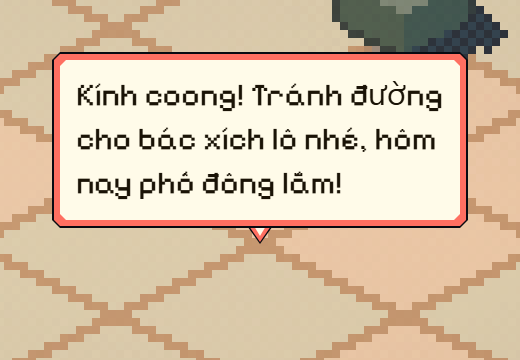 Kính coong! Tránh đường
cho bác xích lô nhé, hôm
nay phố đông lắm!